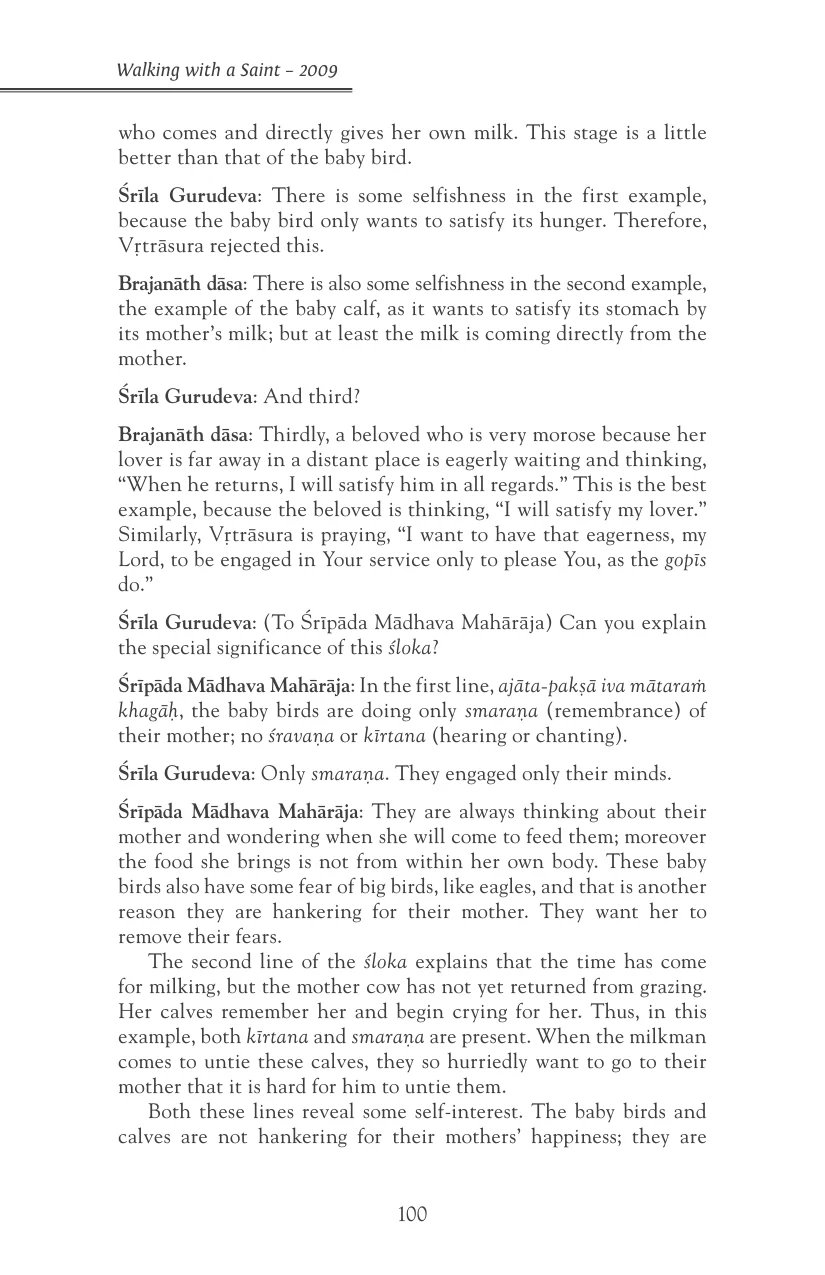 Walking with a Saint – 2009
who comes and directly gives her own milk. This stage is a little
better than that of the baby bird.
Śrīla Gurudeva: There is some selfishness in the first example,
because the baby bird only wants to satisfy its hunger. Therefore,
Vṛtrāsura rejected this.
Brajanāth dāsa: There is also some selfishness in the second example,
the example of the baby calf, as it wants to satisfy its stomach by
its mother’s milk; but at least the milk is coming directly from the
mother.
Śrīla Gurudeva: And third?
Brajanāth dāsa: Thirdly, a beloved who is very morose because her
lover is far away in a distant place is eagerly waiting and thinking,
“When he returns, I will satisfy him in all regards.” This is the best
example, because the beloved is thinking, “I will satisfy my lover.”
Similarly, Vṛtrāsura is praying, “I want to have that eagerness, my
Lord, to be engaged in Your service only to please You, as the gopīs
do.”
Śrīla Gurudeva: (To Śrīpāda Mādhava Mahārāja) Can you explain
the special significance of this śloka?
Śrīpāda Mādhava Mahārāja: In the first line, ajāta-pakṣā iva mātaraṁ
khagāḥ, the baby birds are doing only smaraṇa (remembrance) of
their mother; no śravaṇa or kīrtana (hearing or chanting).
Śrīla Gurudeva: Only smaraṇa. They engaged only their minds.
Śrīpāda Mādhava Mahārāja: They are always thinking about their
mother and wondering when she will come to feed them; moreover
the food she brings is not from within her own body. These baby
birds also have some fear of big birds, like eagles, and that is another
reason they are hankering for their mother. They want her to
remove their fears.
The second line of the śloka explains that the time has come
for milking, but the mother cow has not yet returned from grazing.
Her calves remember her and begin crying for her. Thus, in this
example, both kīrtana and smaraṇa are present. When the milkman
comes to untie these calves, they so hurriedly want to go to their
mother that it is hard for him to untie them.
Both these lines reveal some self-interest. The baby birds and
calves are not hankering for their mothers’ happiness; they are
100